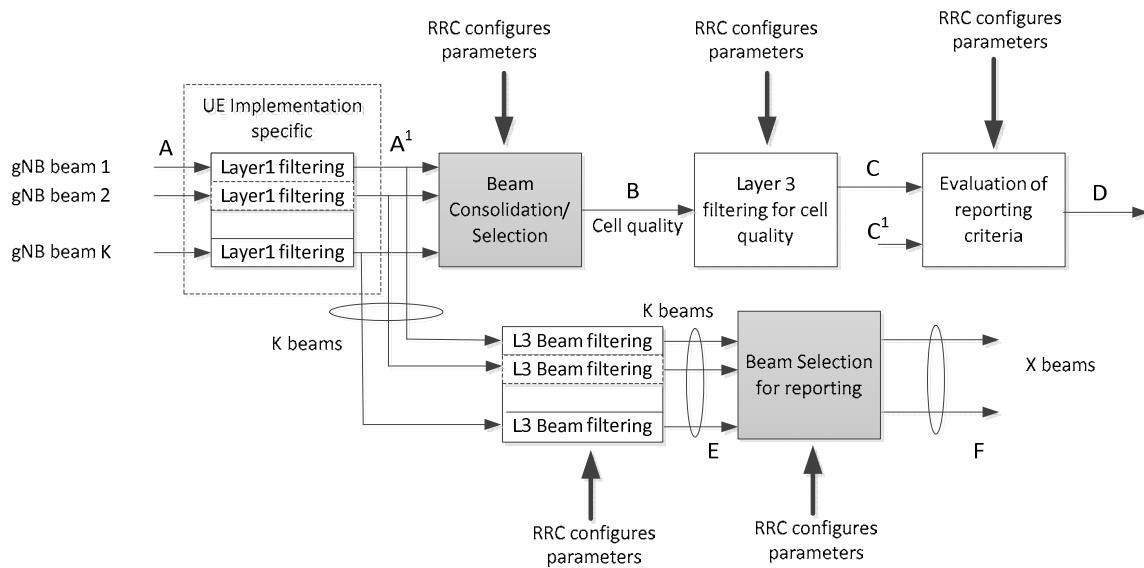 RRC configures
parameters
RRC configures
parameters
RRC configures
parameters
UE Implementation
specific
A
A¹
gNB beam 1
gNB beam 2
gNB beam K
Layer1 filtering
Layer1 filtering
Layer1 filtering
Beam
Consolidation/
Selection
B
Cell quality
Layer 3
filtering for cell
quality
C
C¹
Evaluation of
reporting
criteria
D
K beams
L3 Beam filtering
L3 Beam filtering
L3 Beam filtering
K beams
E
Beam Selection
for reporting
X beams
F
RRC configures
parameters
RRC configures
parameters